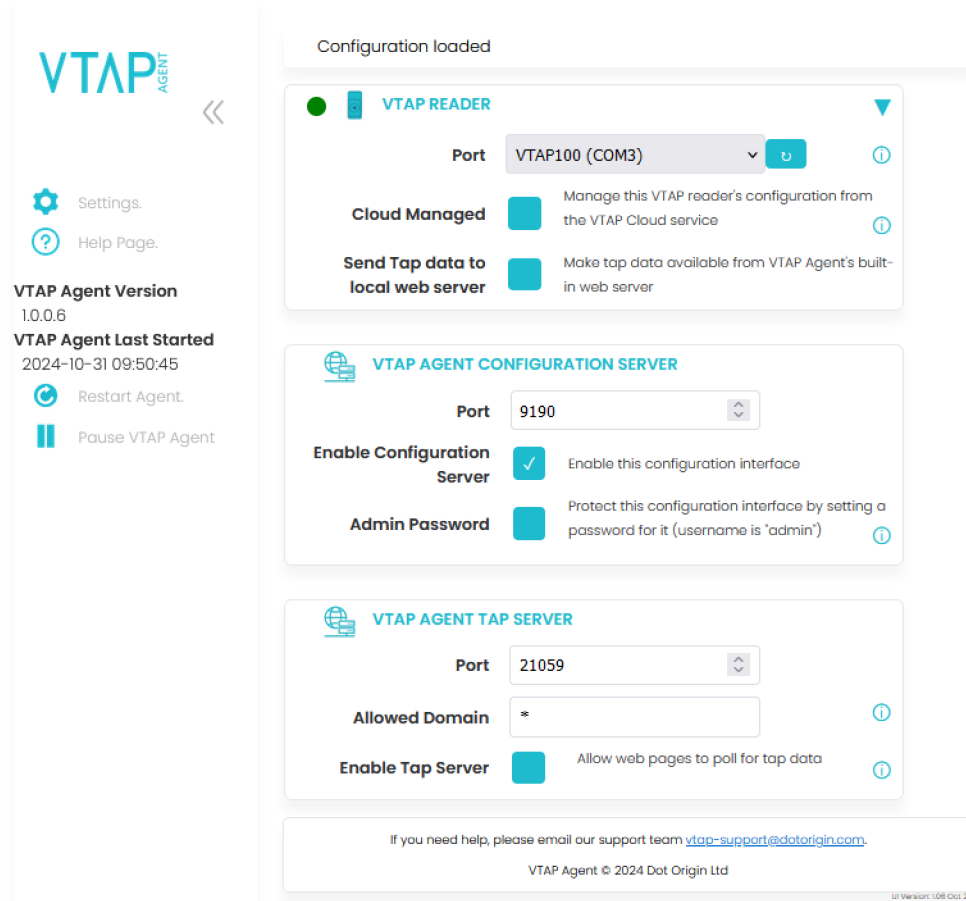 Configuration loaded
VTAP AGENT
Settings.
Help Page.
VTAP Agent Version
1.0.0.6
VTAP Agent Last Started
2024-10-31 09:50:45
Restart Agent.
Pause VTAP Agent
VTAP READER
Port VTAP100 (COM3)
Cloud Managed
Manage this VTAP reader's configuration from
the VTAP Cloud service
Send Tap data to
local web server
Make tap data available from VTAP Agent's built-
in web server
VTAP AGENT CONFIGURATION SERVER
Port 9190
Enable Configuration
Server
Enable this configuration interface
Admin Password
Protect this configuration interface by setting a
password for it (username is "admin")
VTAP AGENT TAP SERVER
Port 21059
Allowed Domain *
Enable Tap Server Allow web pages to poll for tap data
If you need help, please email our support team vtap-support@dotorigin.com.
VTAP Agent © 2024 Dot Origin Ltd
UI Version: 1.06 Oct 2